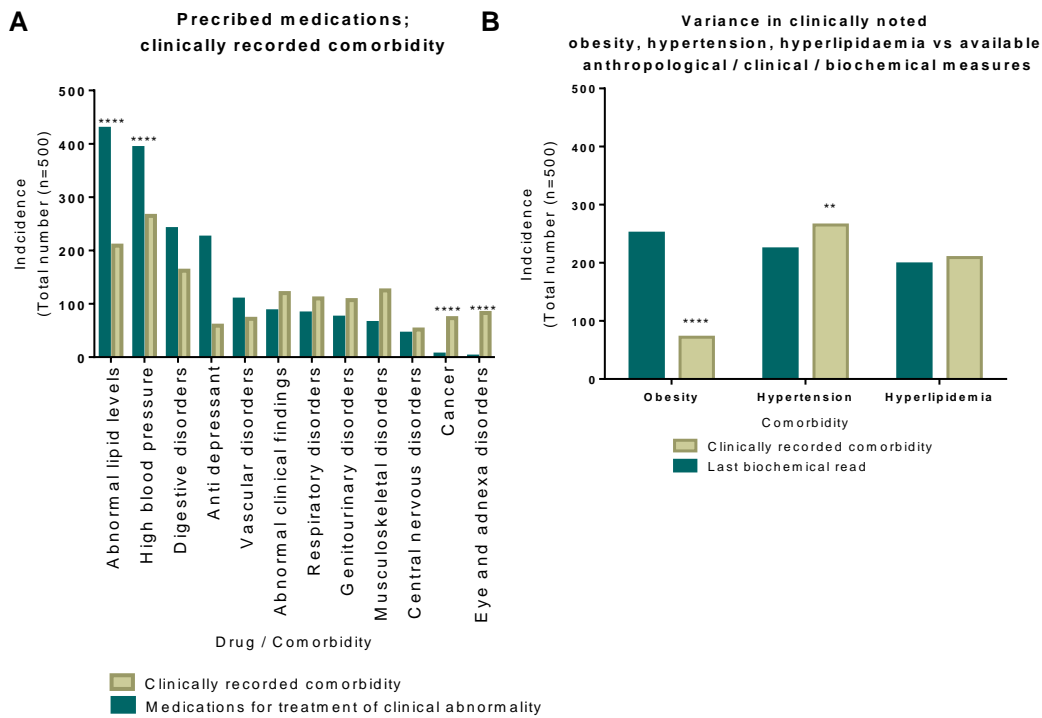 A
Precribed medications;
clinically recorded comorbidity
500
400
300
200
100
0
Indcidence
(Total number (n=500)
****
****
****
****
Abnormal lipid levels
High blood pressure
Digestive disorders
Anti depressant
Vascular disorders
Abnormal clinical findings
Respiratory disorders
Genitourinary disorders
Musculoskeletal disorders
Central nervous disorders
Cancer
Eye and adnexa disorders
Drug / Comorbidity
Clinically recorded comorbidity
Medications for treatment of clinical abnormality
B
Variance in clinically noted
obesity, hypertension, hyperlipidaemia vs available
anthropological / clinical / biochemical measures
500
400
300
200
100
0
Indcidence
(Total number (n=500)
****
**
Obesity
Hypertension
Hyperlipidemia
Comorbidity
Clinically recorded comorbidity
Last biochemical read